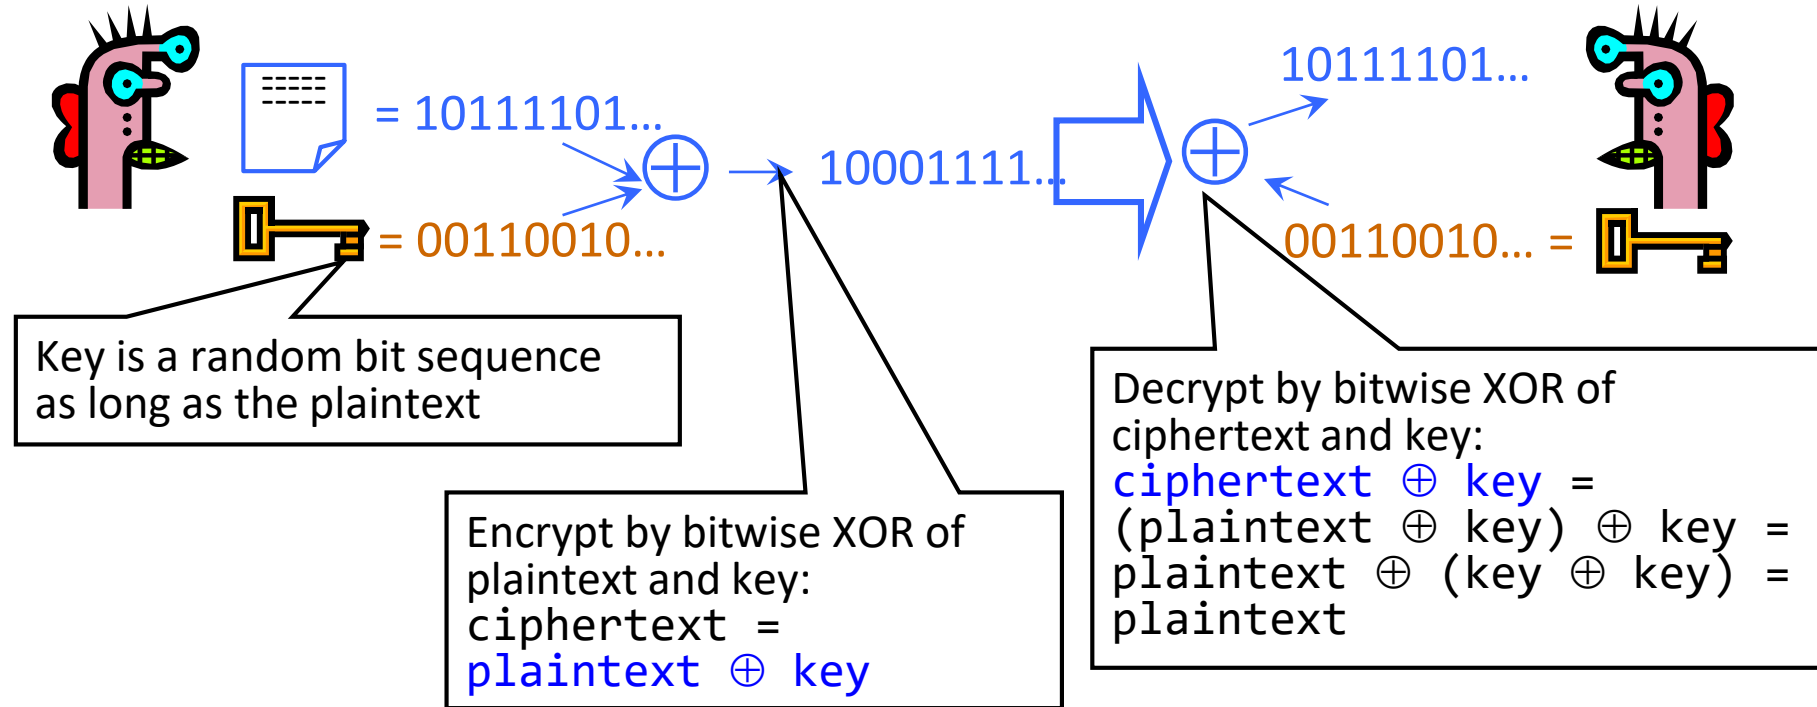 = 10111101...
= 00110010...
10001111...
10111101...
00110010... =
Key is a random bit sequence
as long as the plaintext
Encrypt by bitwise XOR of
plaintext and key:
ciphertext =
plaintext ⊕ key
Decrypt by bitwise XOR of
ciphertext and key:
ciphertext ⊕ key =
(plaintext ⊕ key) ⊕ key =
plaintext ⊕ (key ⊕ key) =
plaintext